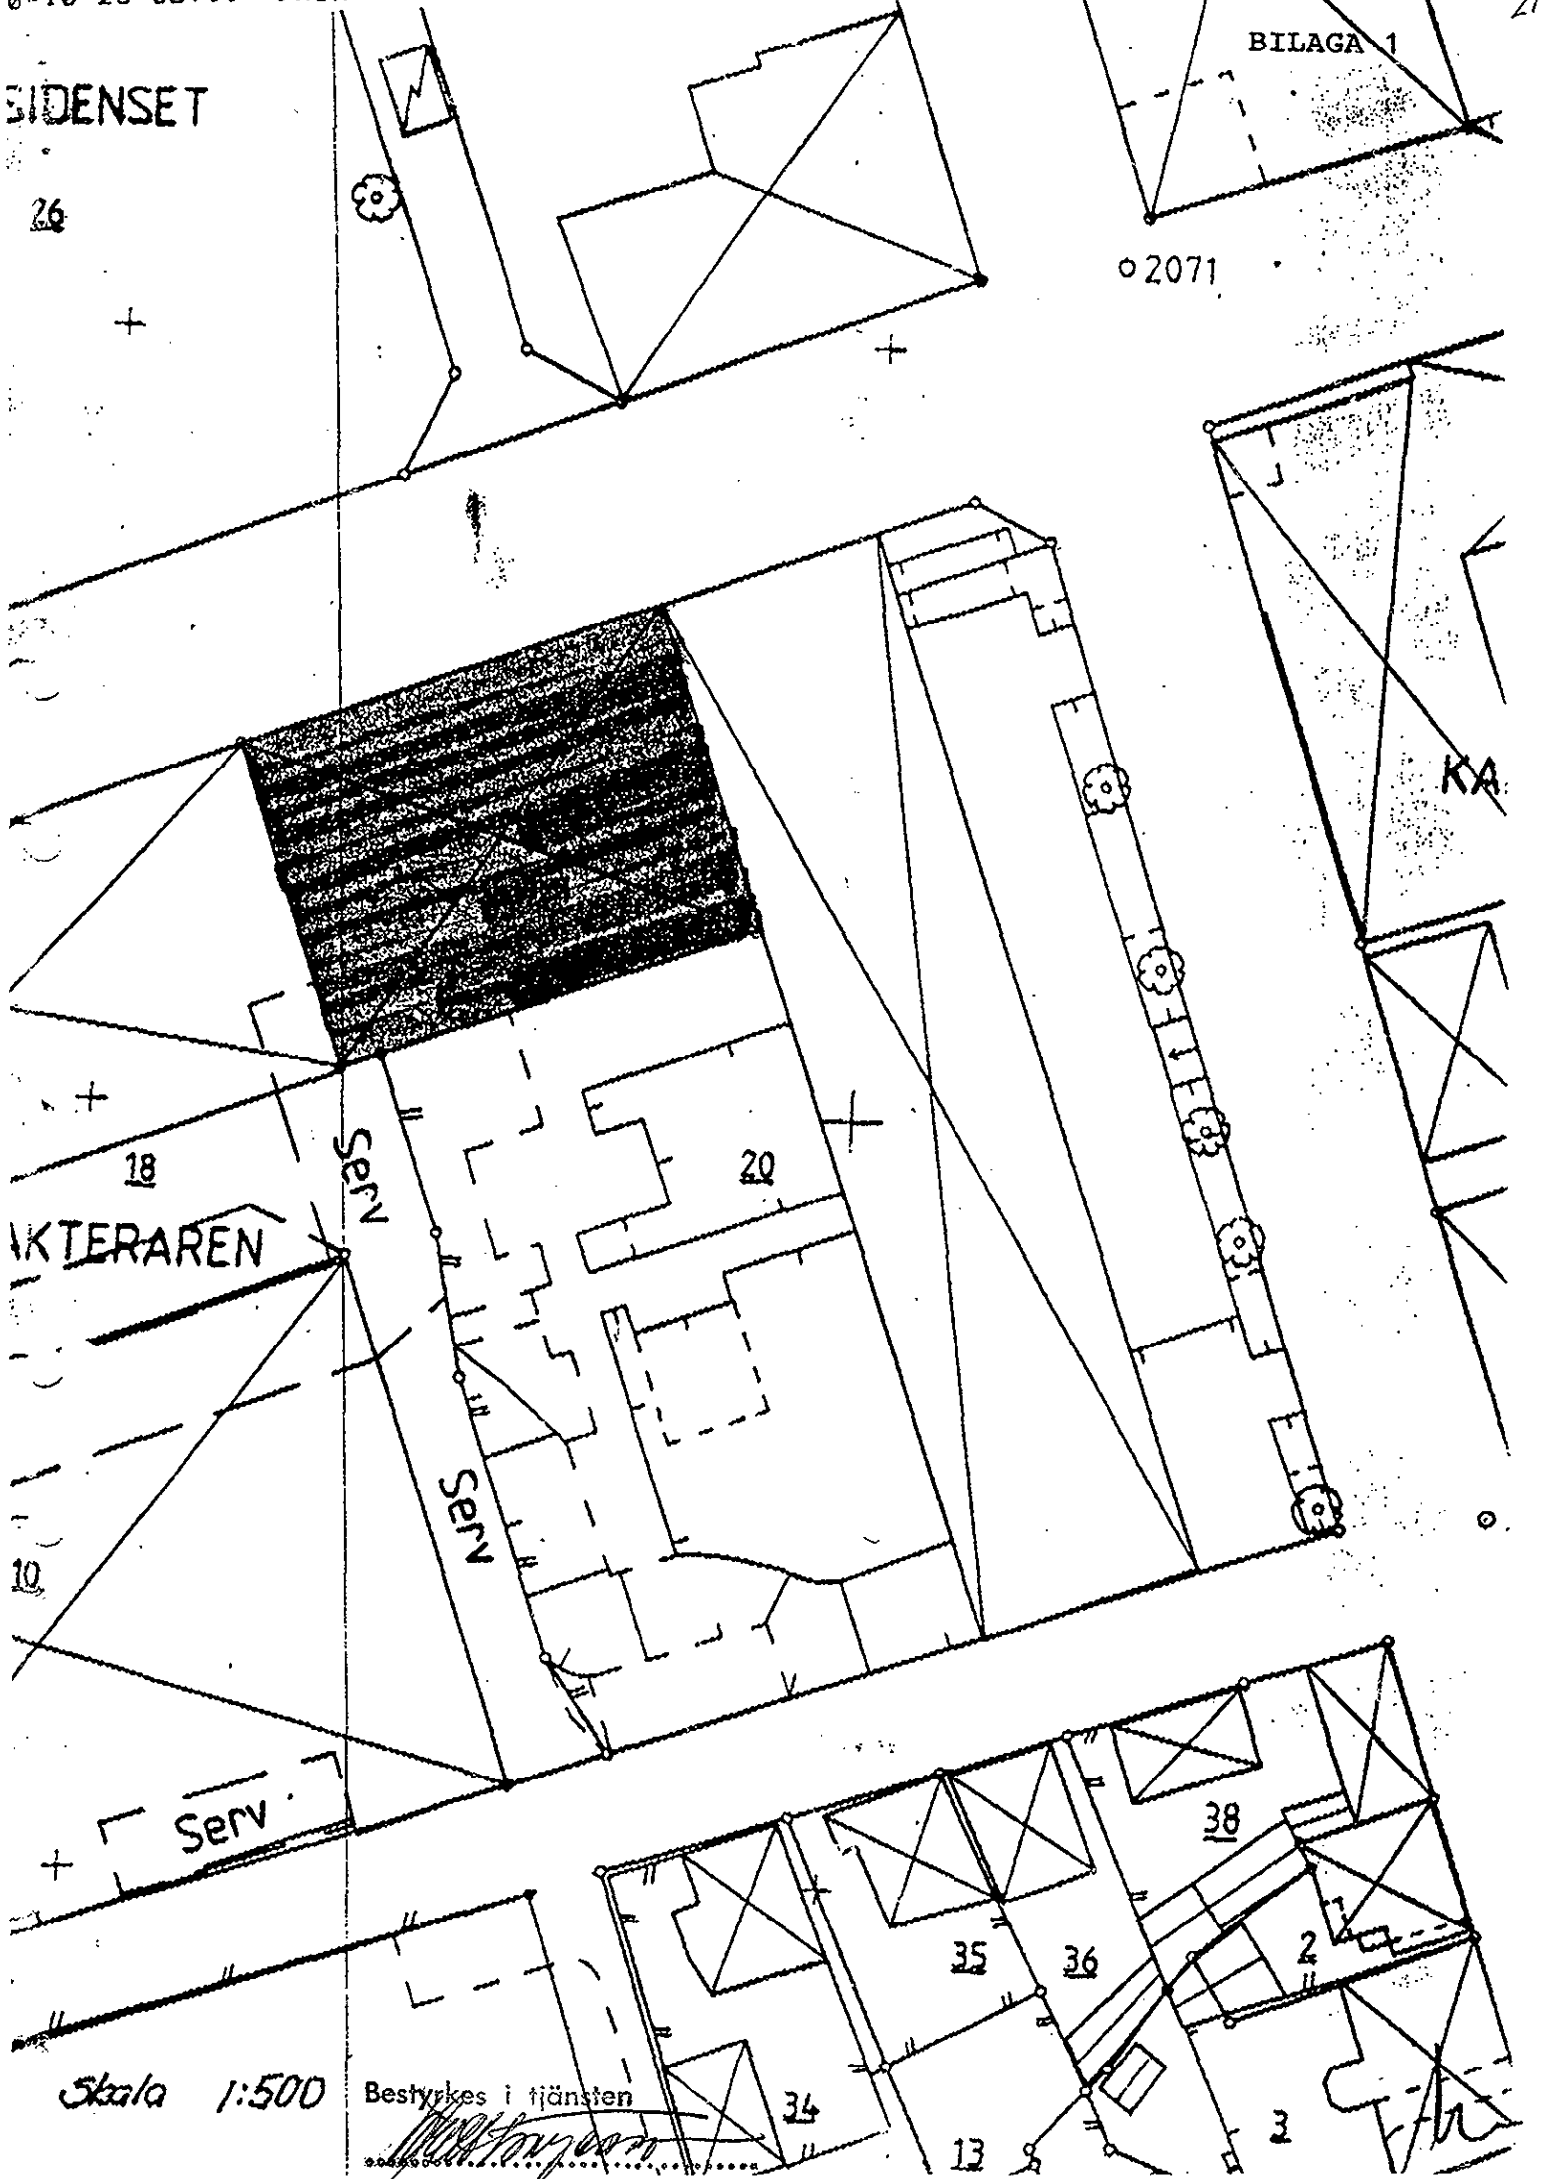 BILAGA 1
SIDENSET
26
2071
KA
18
Serv
20
AKTERAREN
Serv
10
Serv
38
35
36
2
Skala 1:500
Bestyrkes i tjänsten
34
13
3